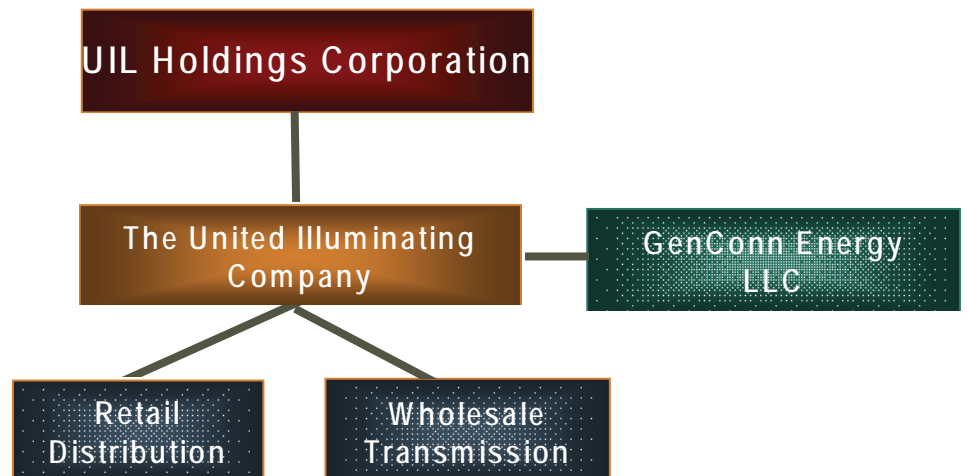 UIL Holdings Corporation
The United Illuminating
Company
GenConn Energy
LLC
Retail
Distribution
Wholesale
Transmission